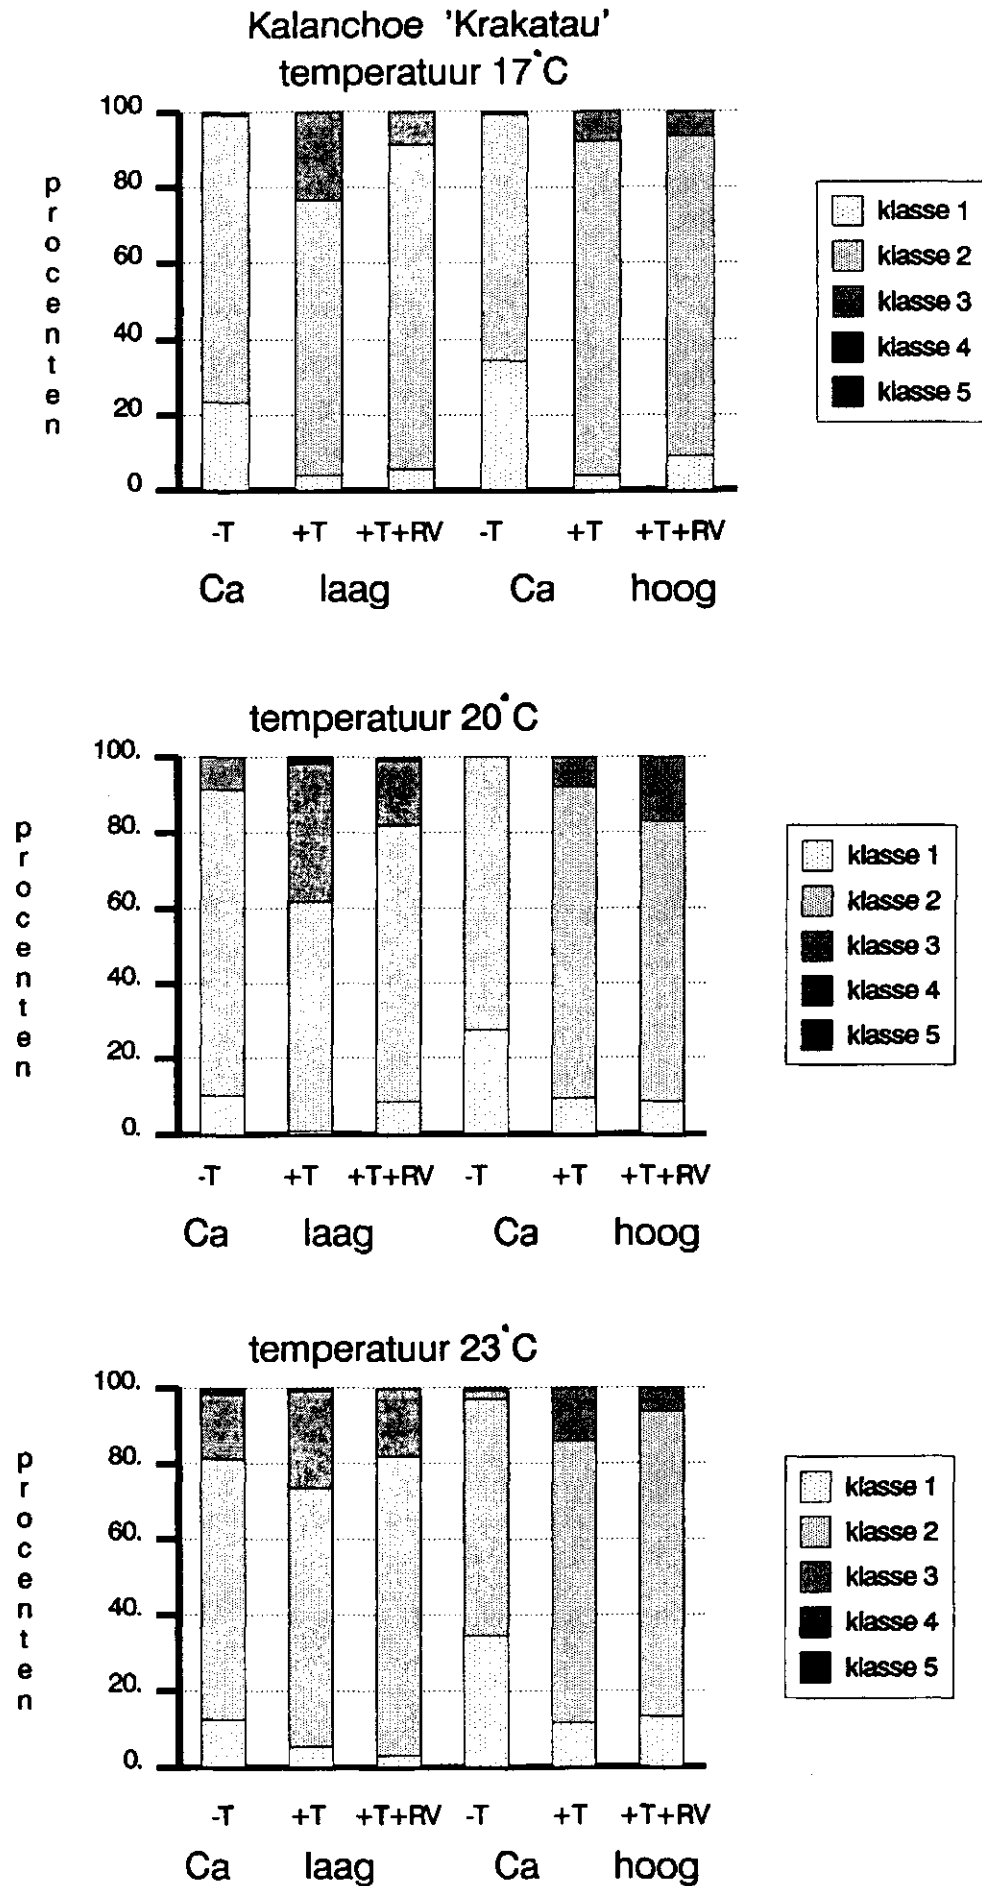 Kalanchoe 'Krakatau'
temperatuur 17°C
100
80
60
40
20
0
procenten
-T +T +T+RV -T +T +T+RV
Ca laag Ca hoog
klasse 1
klasse 2
klasse 3
klasse 4
klasse 5
temperatuur 20°C
100.
80.
60.
40.
20.
0.
procenten
-T +T +T+RV -T +T +T+RV
Ca laag Ca hoog
klasse 1
klasse 2
klasse 3
klasse 4
klasse 5
temperatuur 23°C
100.
80.
60.
40.
20.
0.
procenten
-T +T +T+RV -T +T +T+RV
Ca laag Ca hoog
klasse 1
klasse 2
klasse 3
klasse 4
klasse 5